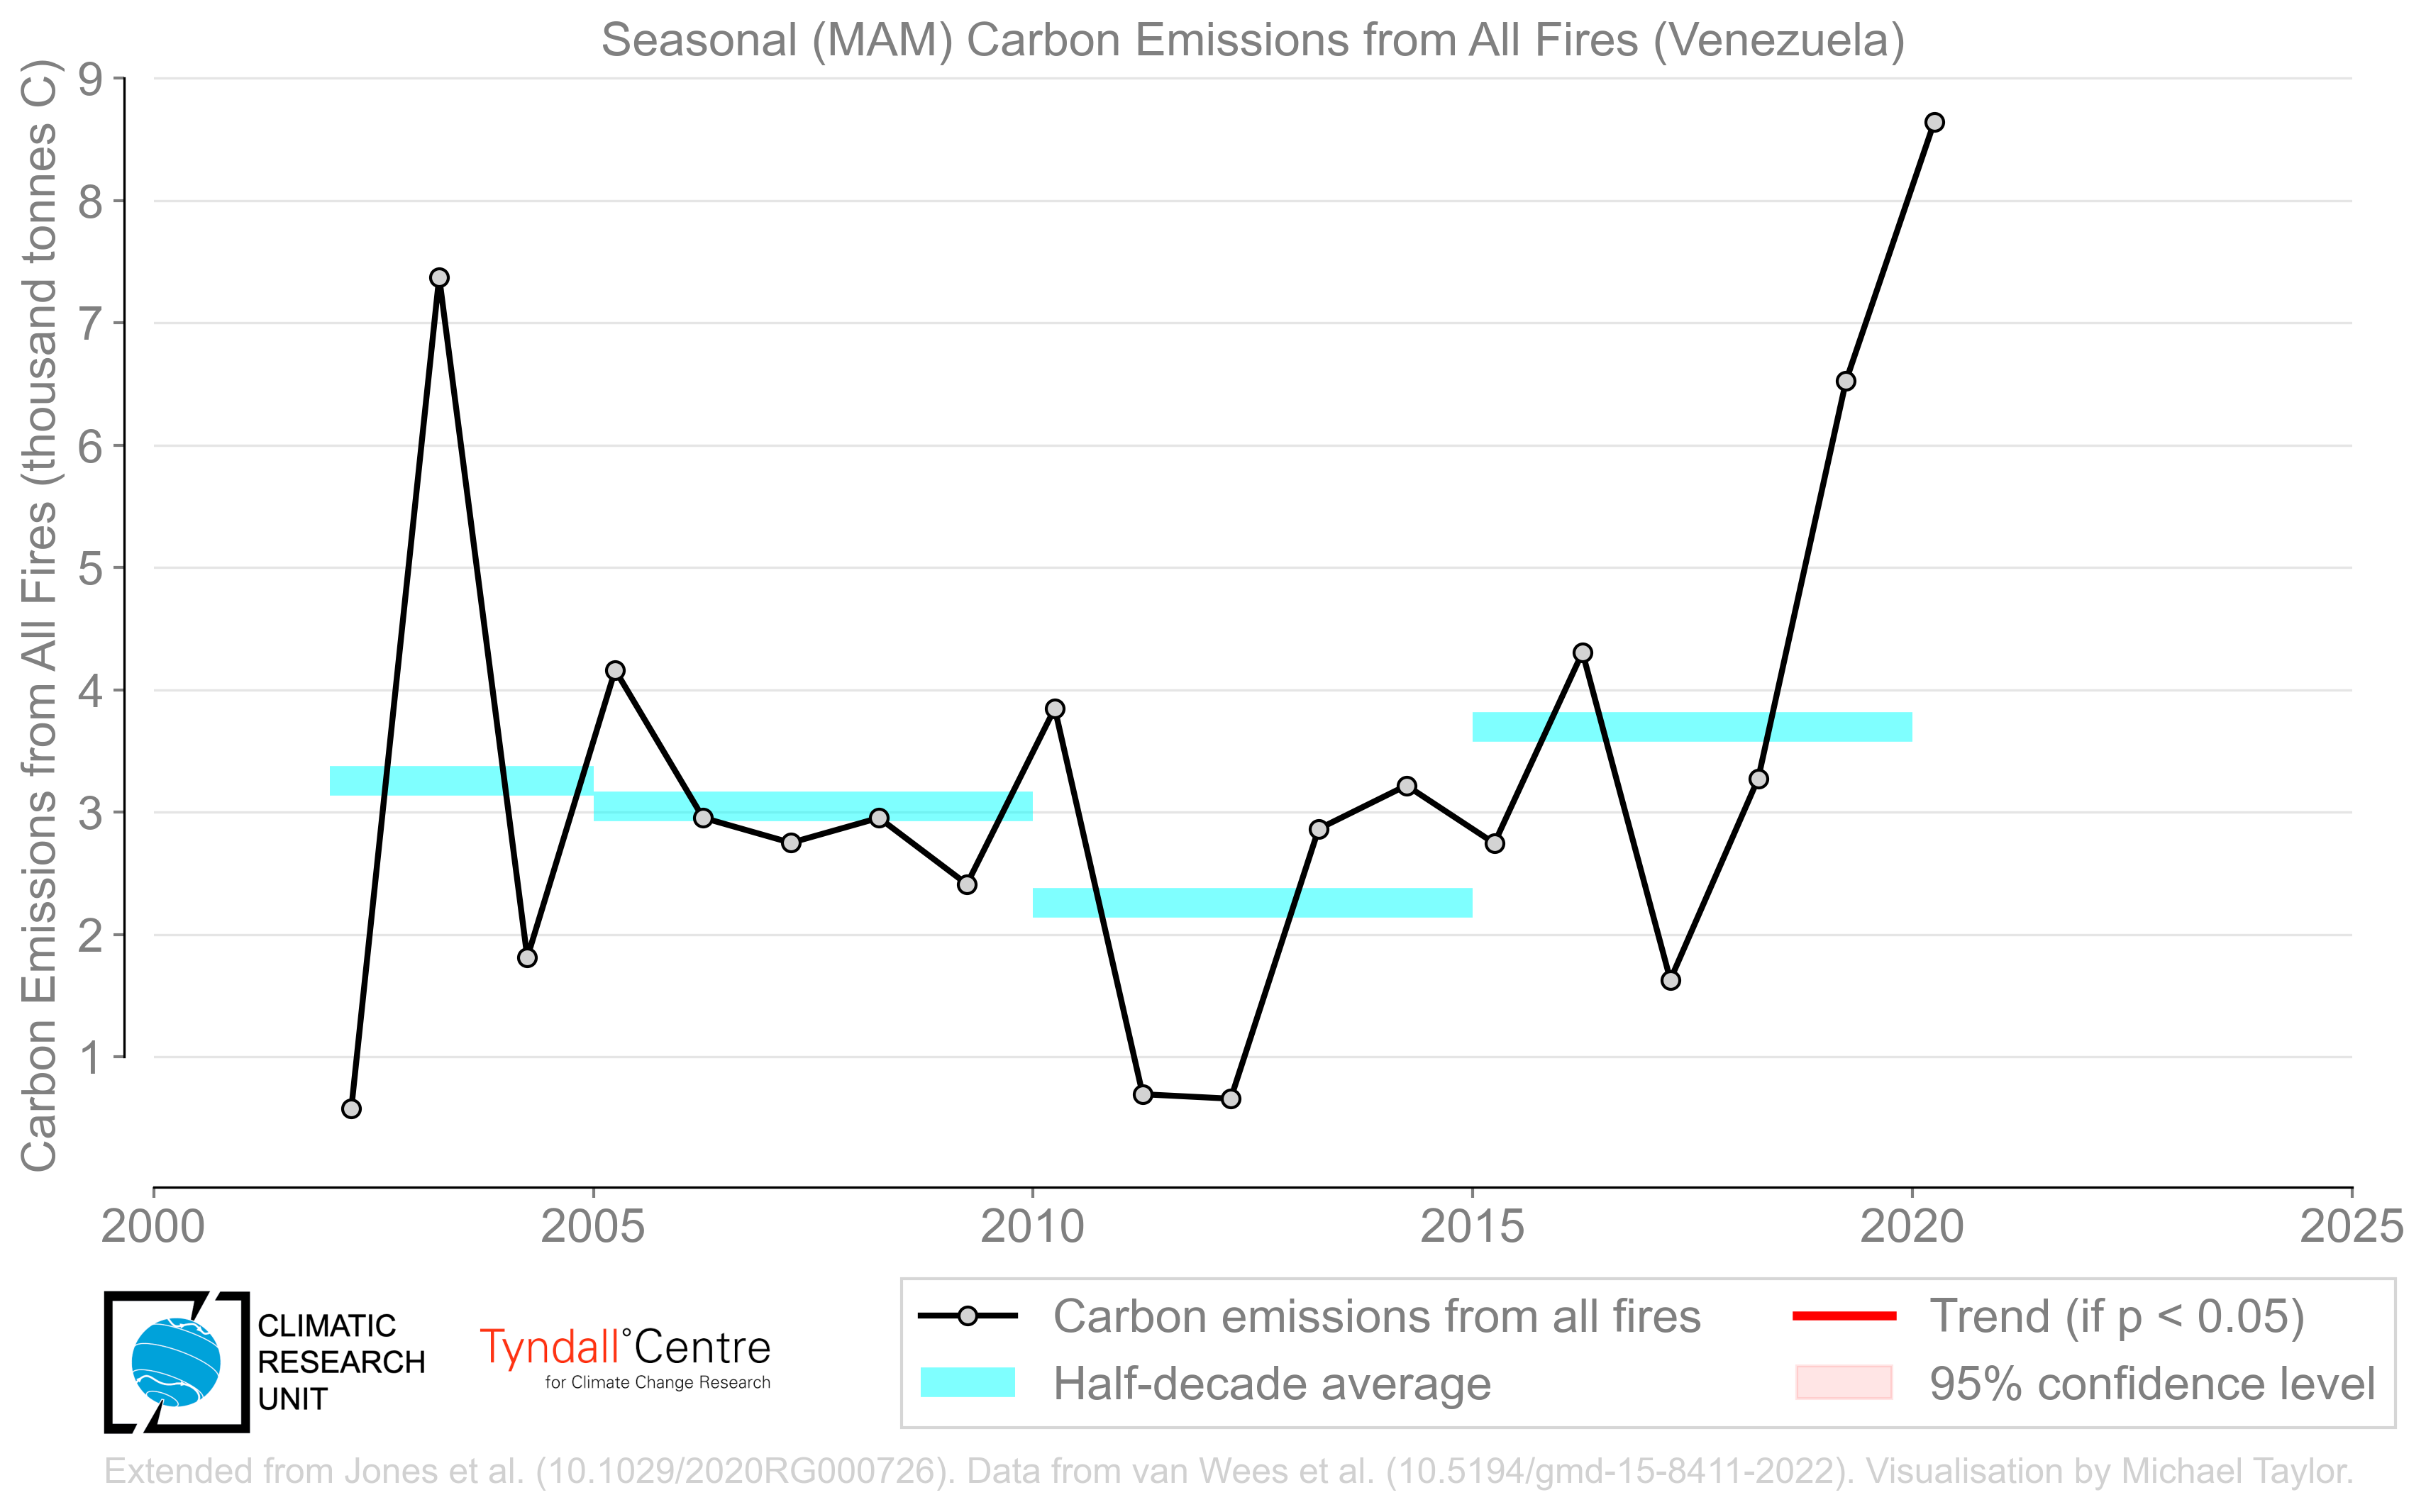 Seasonal (MAM) Carbon Emissions from All Fires (Venezuela)
Carbon Emissions from All Fires (thousand tonnes C)
9
8
7
6
5
4
3
2
1
2000 2005 2010 2015 2020 2025
CLIMATIC
RESEARCH
UNIT
Tyndall°Centre
for Climate Change Research
Carbon emissions from all fires
Half-decade average
Trend (if p < 0.05)
95% confidence level
Extended from Jones et al. (10.1029/2020RG000726). Data from van Wees et al. (10.5194/gmd-15-8411-2022). Visualisation by Michael Taylor.